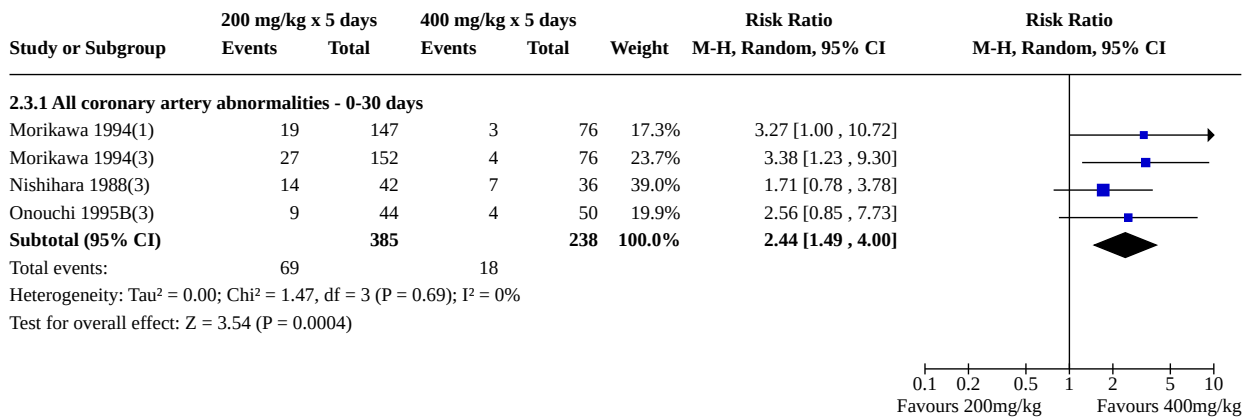 200 mg/kg x 5 days 400 mg/kg x 5 days Risk Ratio Risk Ratio
Study or Subgroup Events Total Events Total Weight M-H, Random, 95% CI M-H, Random, 95% CI
2.3.1 All coronary artery abnormalities - 0-30 days
Morikawa 1994(1) 19 147 3 76 17.3% 3.27 [1.00 , 10.72]
Morikawa 1994(3) 27 152 4 76 23.7% 3.38 [1.23 , 9.30]
Nishihara 1988(3) 14 42 7 36 39.0% 1.71 [0.78 , 3.78]
Onouchi 1995B(3) 9 44 4 50 19.9% 2.56 [0.85 , 7.73]
Subtotal (95% CI) 385 238 100.0% 2.44 [1.49 , 4.00]
Total events: 69 18
Heterogeneity: Tau² = 0.00; Chi² = 1.47, df = 3 (P = 0.69); I² = 0%
Test for overall effect: Z = 3.54 (P = 0.0004)
0.1 0.2 0.5 1 2 5 10
Favours 200mg/kg Favours 400mg/kg